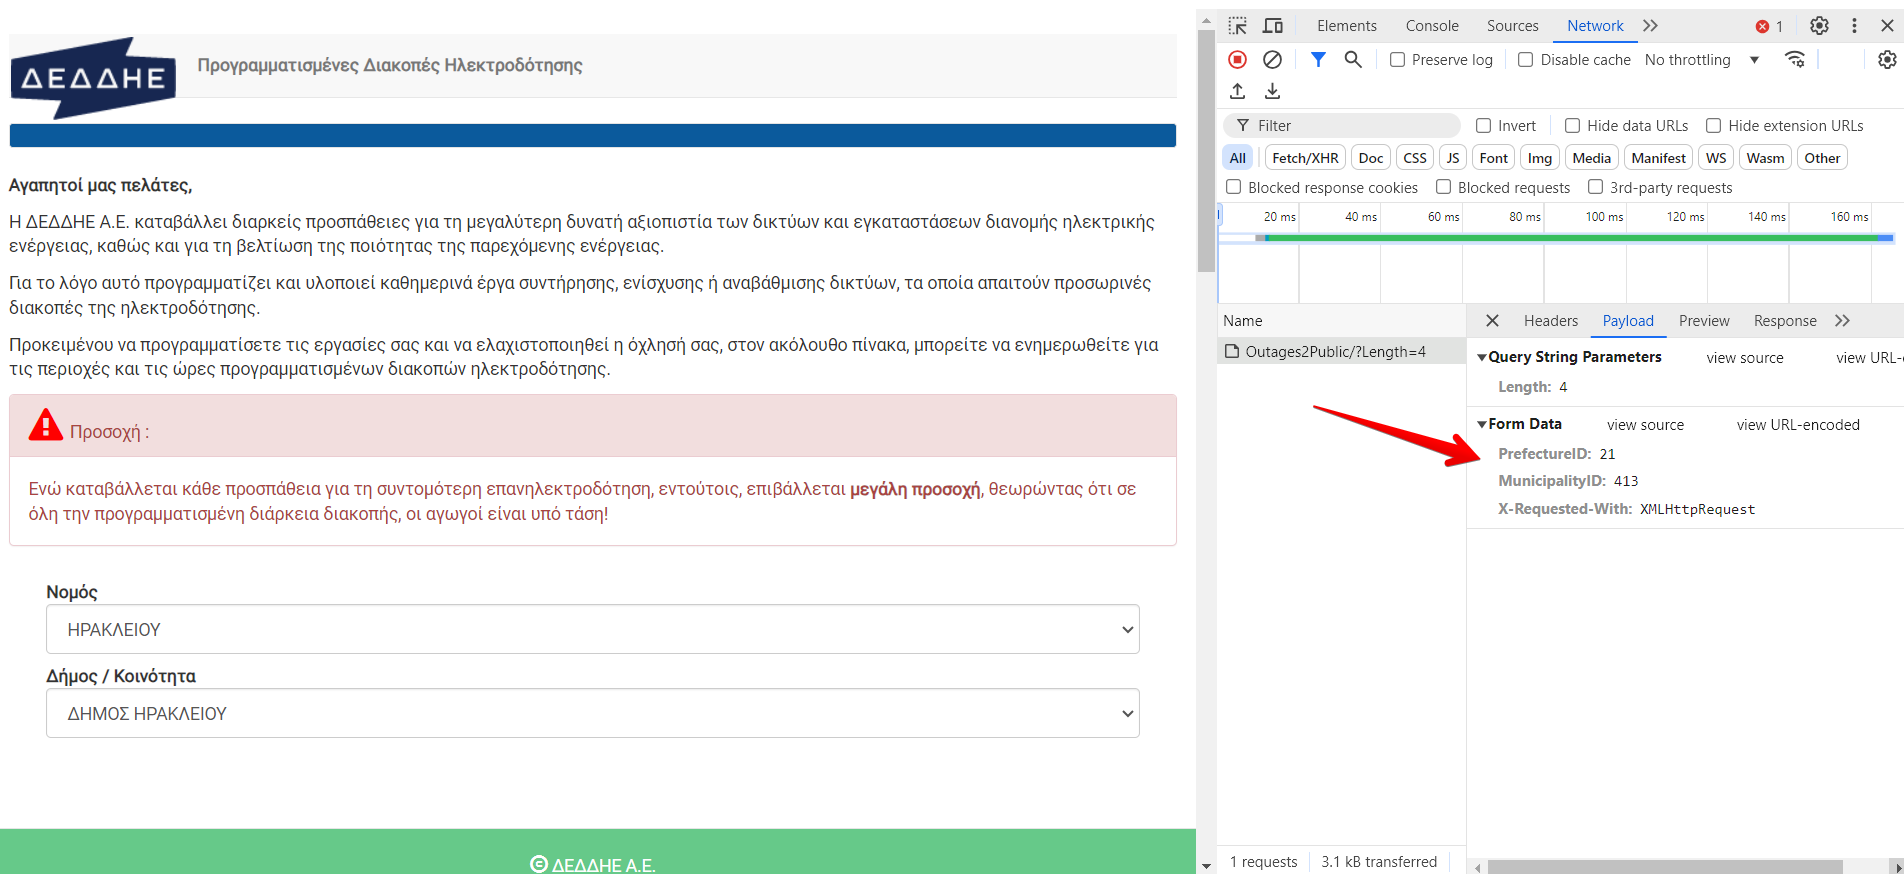 ΔΕΔΔΗΕ
Προγραμματισμένες Διακοπές Ηλεκτροδότησης
Αγαπητοί μας πελάτες,
Η ΔΕΔΔΗΕ Α.Ε. καταβάλλει διαρκείς προσπάθειες για τη μεγαλύτερη δυνατή αξιοπιστία των δικτύων και εγκαταστάσεων διανομής ηλεκτρικής
ενέργειας, καθώς και για τη βελτίωση της ποιότητας της παρεχόμενης ενέργειας.
Για το λόγο αυτό προγραμματίζει και υλοποιεί καθημερινά έργα συντήρησης, ενίσχυσης ή αναβάθμισης δικτύων, τα οποία απαιτούν προσωρινές
διακοπές της ηλεκτροδότησης.
Προκειμένου να προγραμματίσετε τις εργασίες σας και να ελαχιστοποιηθεί η όχλησή σας, στον ακόλουθο πίνακα, μπορείτε να ενημερωθείτε για
τις περιοχές και τις ώρες προγραμματισμένων διακοπών ηλεκτροδότησης.
Προσοχή :
Ενώ καταβάλλεται κάθε προσπάθεια για τη συντομότερη επανηλεκτροδότηση, εντούτοις, επιβάλλεται μεγάλη προσοχή, θεωρώντας ότι σε
όλη την προγραμματισμένη διάρκεια διακοπής, οι αγωγοί είναι υπό τάση!
Νομός
ΗΡΑΚΛΕΙΟΥ
Δήμος / Κοινότητα
ΔΗΜΟΣ ΗΡΑΚΛΕΙΟΥ
© ΔΕΔΔΗΕ Α.Ε.
Elements Console Sources Network 1
Preserve log Disable cache No throttling
Filter Invert Hide data URLs Hide extension URLs
All Fetch/XHR Doc CSS JS Font Img Media Manifest WS Wasm Other
Blocked response cookies Blocked requests 3rd-party requests
20 ms 40 ms 60 ms 80 ms 100 ms 120 ms 140 ms 160 ms
Name
Outages2Public/?Length=4
Headers Payload Preview Response
Query String Parameters view source view URL-
Length: 4
Form Data view source view URL-encoded
PrefectureID: 21
MunicipalityID: 413
X-Requested-With: XMLHttpRequest
1 requests 3.1 kB transferred